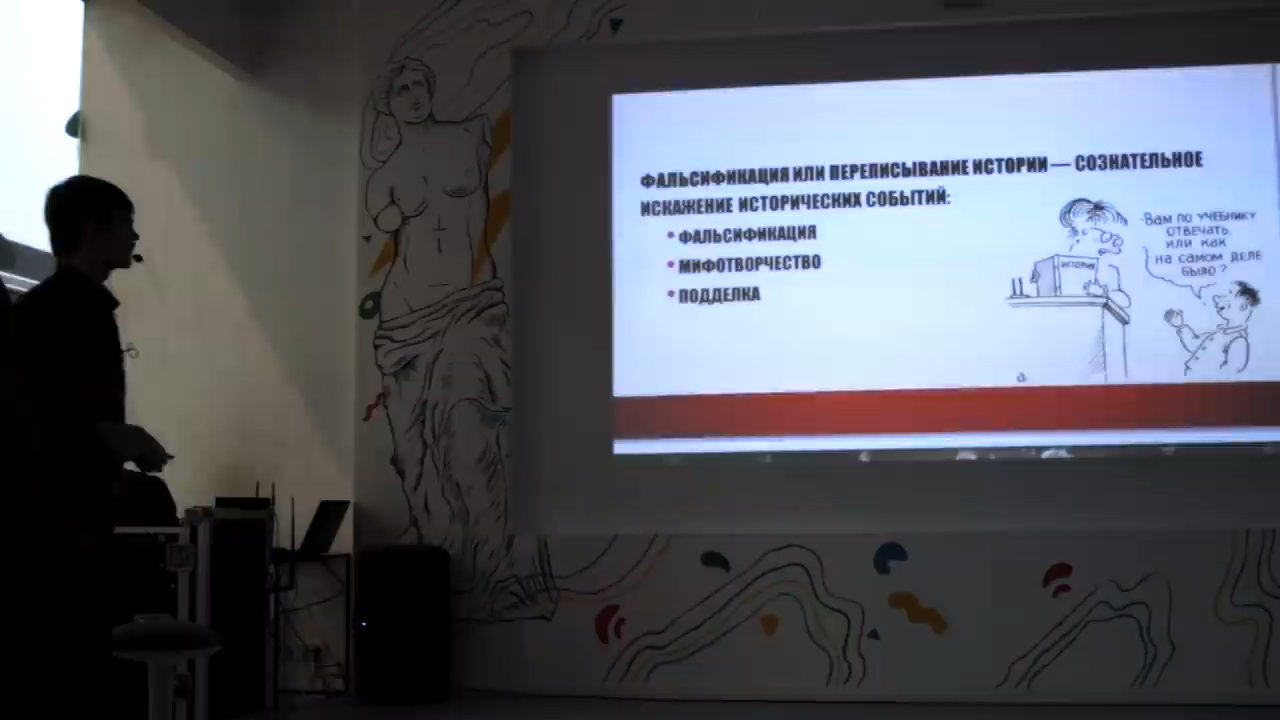 ФАЛЬСИФИКАЦИЯ ИЛИ ПЕРЕПИСЫВАНИЕ ИСТОРИИ — СОЗНАТЕЛЬНОЕ
ИСКАЖЕНИЕ ИСТОРИЧЕСКИХ СОБЫТИЙ:
• ФАЛЬСИФИКАЦИЯ
• МИФОТВОРЧЕСТВО
• ПОДДЕЛКА
-Вам по учебнику
отвечать
или как
на самом деле
было?
ИСТОРИЯ